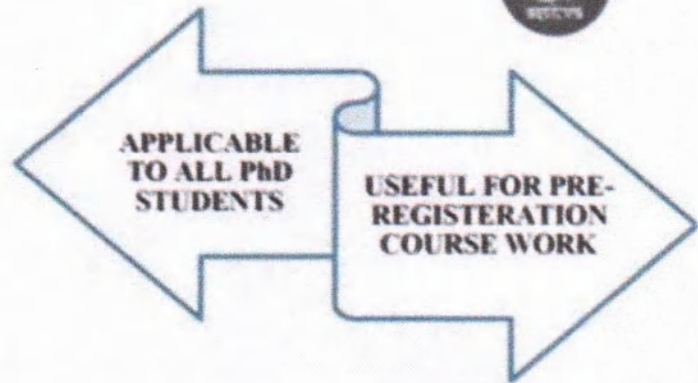 APPLICABLE
TO ALL PhD
STUDENTS
USEFUL FOR PRE-
REGISTERATION
COURSE WORK